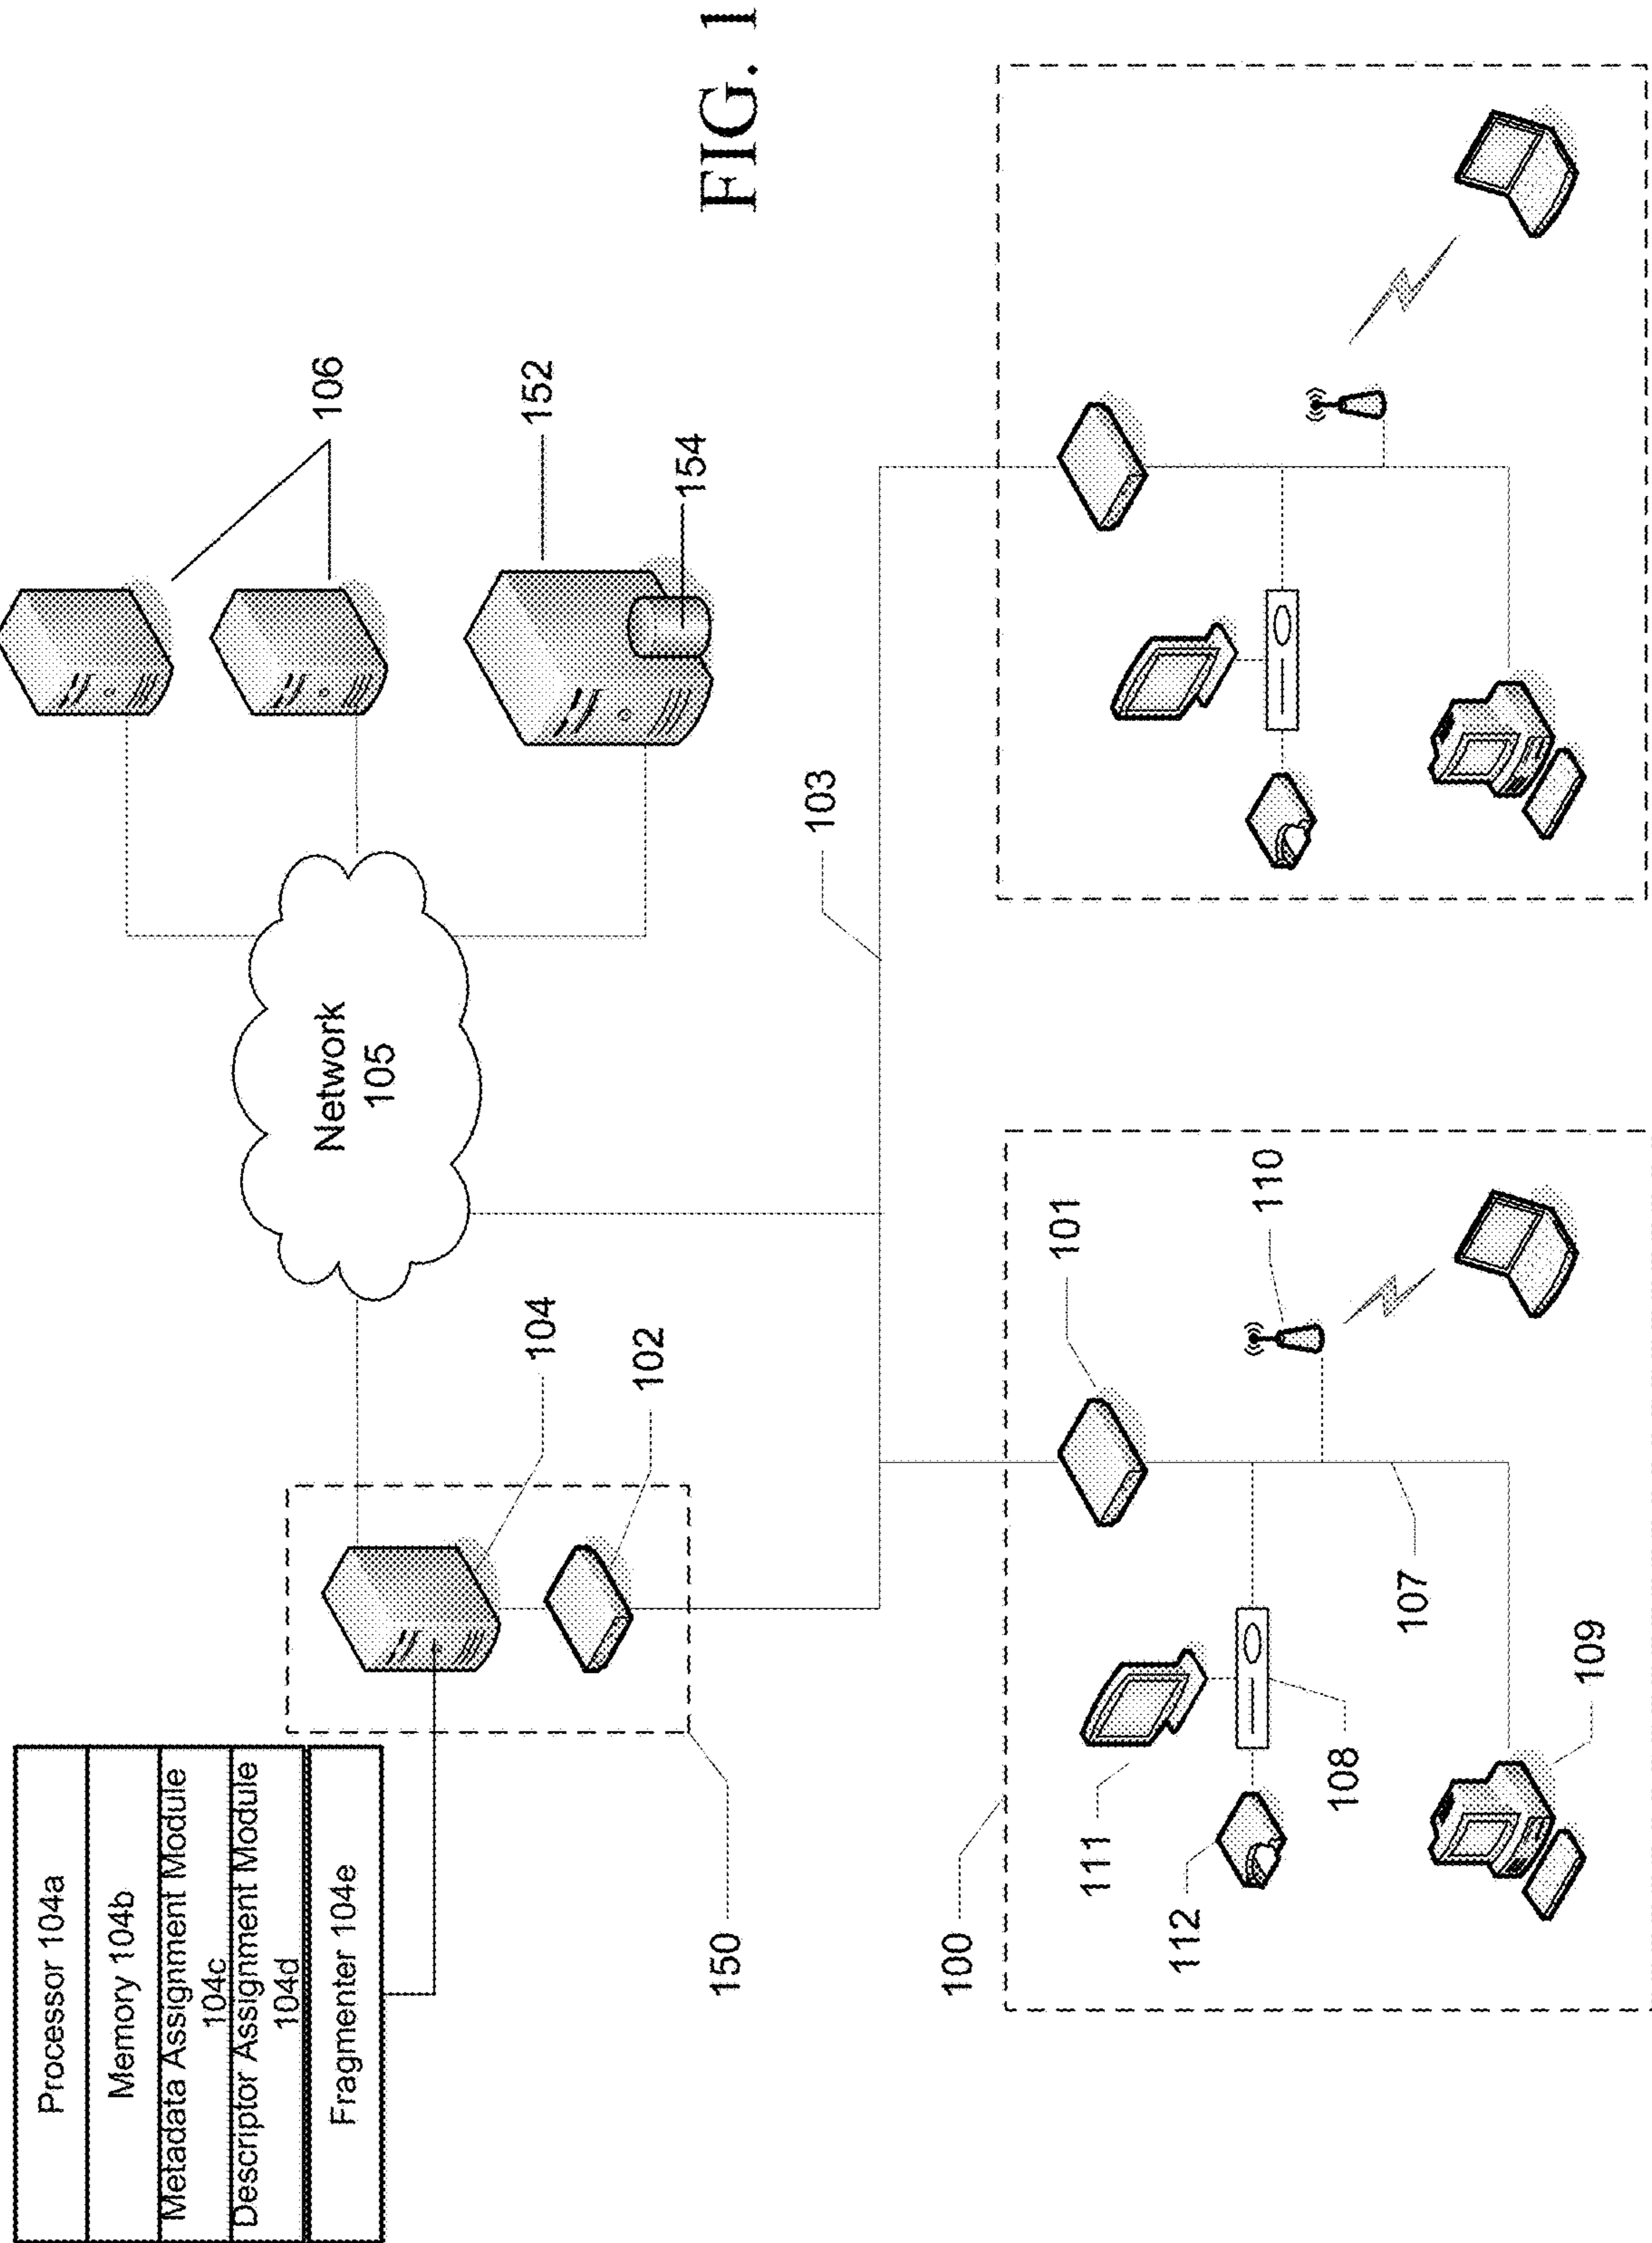 Processor 104a
Memory 104b
Metadata Assignment Module
104c
Descriptor Assignment Module
104d
Fragmenter 104e
Network
105
106
152
154
104
102
150
103
100
101
110
111
112
108
107
109
FIG. 1